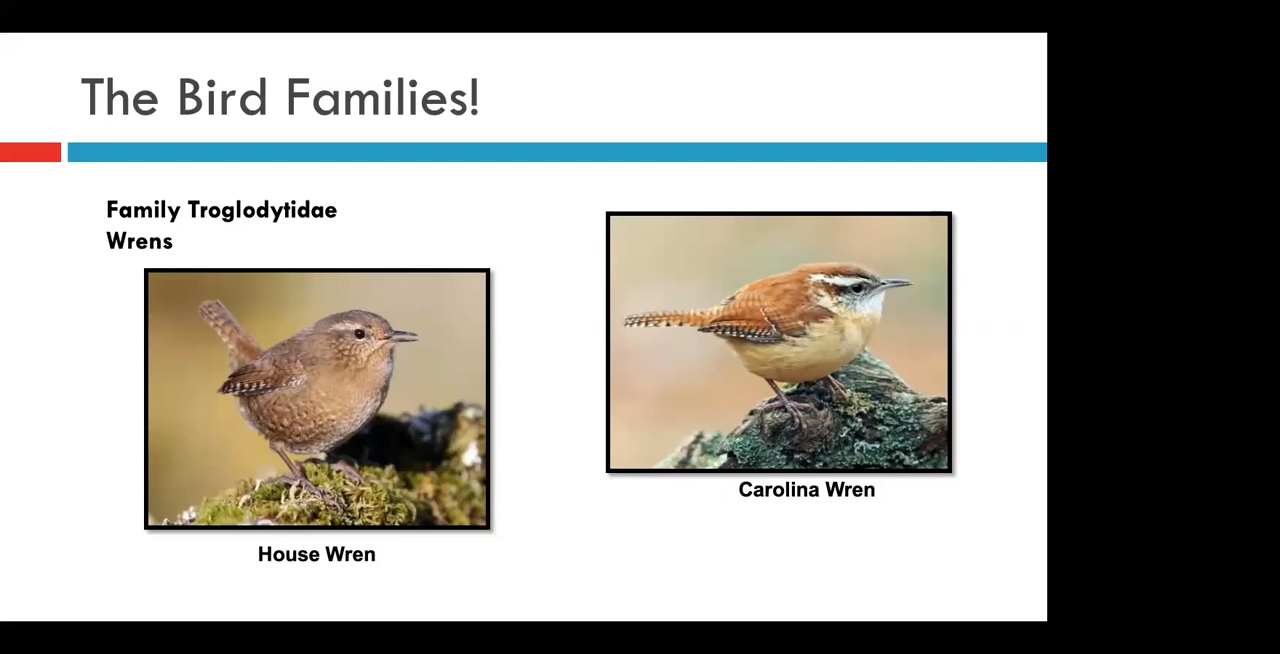 The Bird Families!
Family Troglodytidae
Wrens
House Wren
Carolina Wren